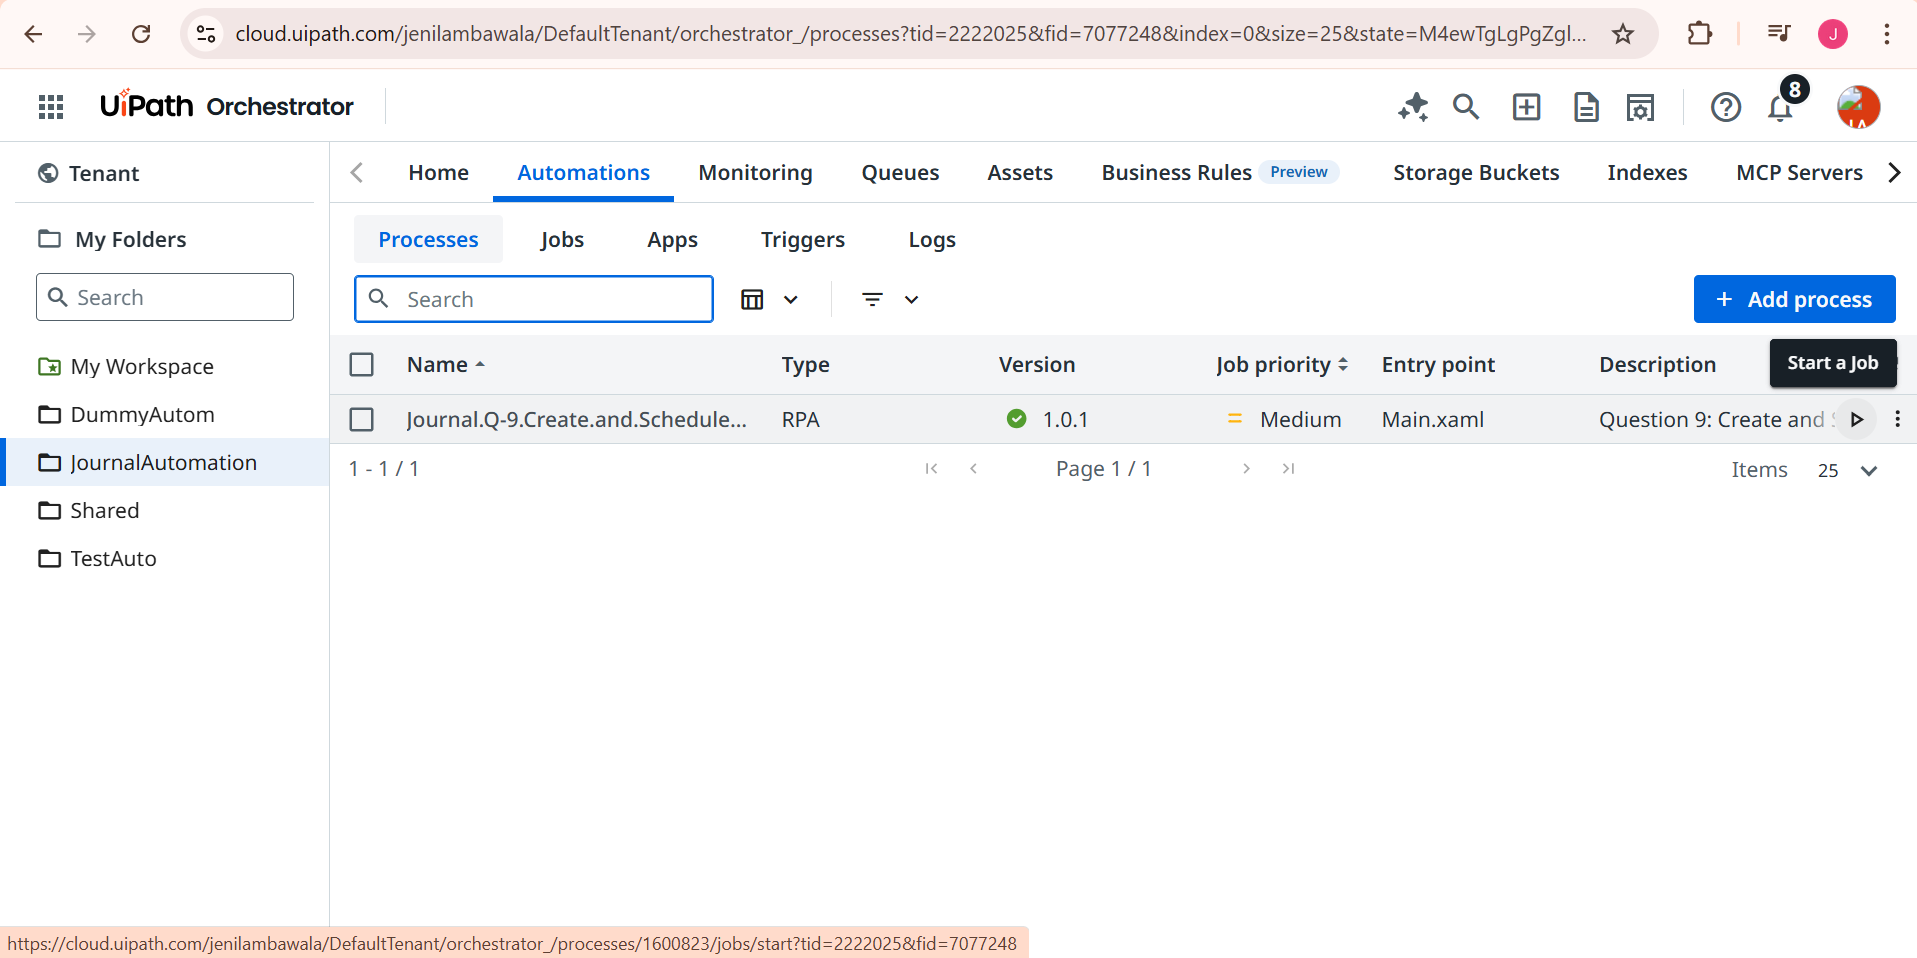 cloud.uipath.com/jenilambawala/DefaultTenant/orchestrator_/processes?tid=2222025&fid=7077248&index=0&size=25&state=M4ewTgLgPgZgl...
J
UiPath Orchestrator
8
LA
Tenant
Home Automations Monitoring Queues Assets Business Rules Preview Storage Buckets Indexes MCP Servers
My Folders
Processes Jobs Apps Triggers Logs
Search
Search
+ Add process
Name Type Version Job priority Entry point Description
Start a Job
My Workspace
DummyAutom
Journal.Q-9.Create.and.Schedule... RPA 1.0.1 Medium Main.xaml Question 9: Create and S
JournalAutomation
1 - 1 / 1 Page 1 / 1 Items 25
Shared
TestAuto
https://cloud.uipath.com/jenilambawala/DefaultTenant/orchestrator_/processes/1600823/jobs/start?tid=2222025&fid=7077248